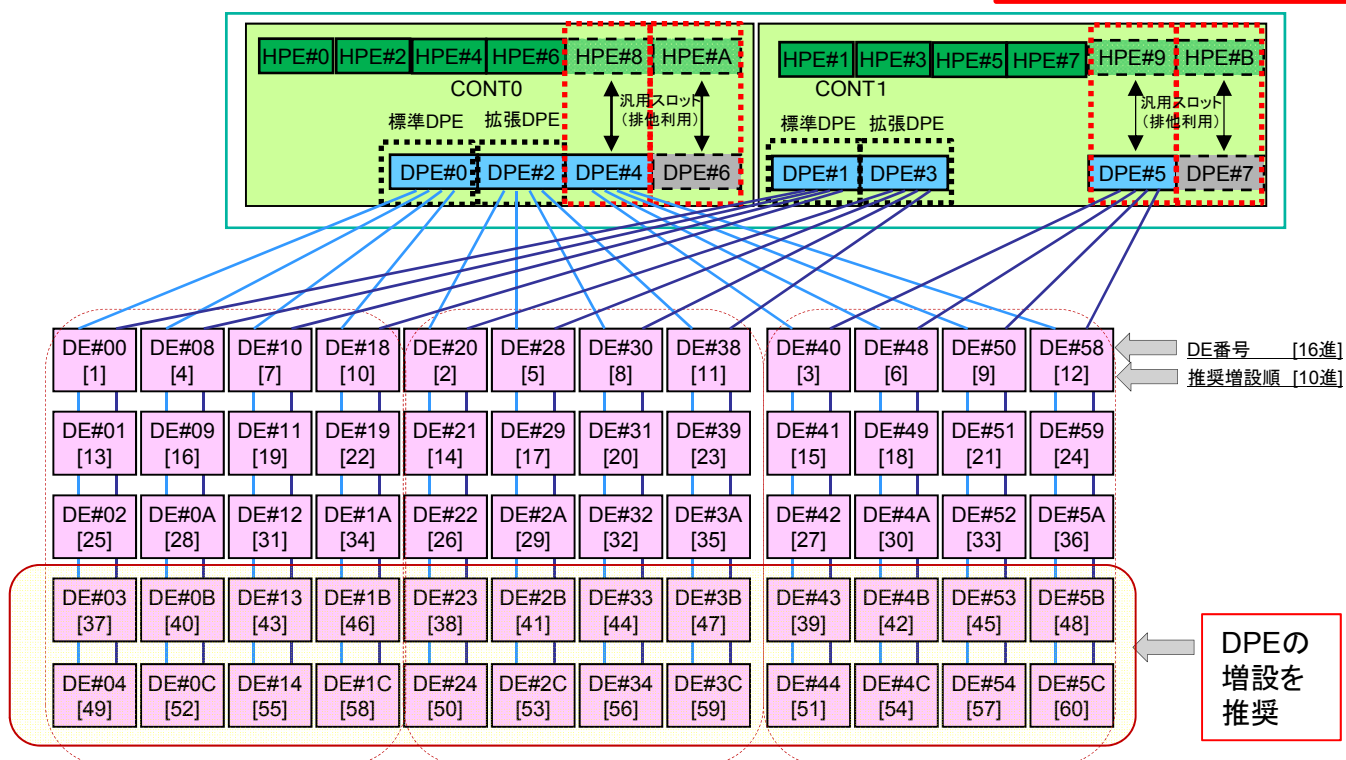 HPE#0 HPE#2 HPE#4 HPE#6 HPE#8 HPE#A
HPE#1 HPE#3 HPE#5 HPE#7 HPE#9 HPE#B
CONT0
CONT1
汎用スロット
(排他利用)
汎用スロット
(排他利用)
標準DPE 拡張DPE
標準DPE 拡張DPE
DPE#0 DPE#2 DPE#4 DPE#6
DPE#1 DPE#3 DPE#5 DPE#7
DE#00 DE#08 DE#10 DE#18 DE#20 DE#28 DE#30 DE#38 DE#40 DE#48 DE#50 DE#58
[1] [4] [7] [10] [2] [5] [8] [11] [3] [6] [9] [12]
DE番号 [16進]
推奨増設順 [10進]
DE#01 DE#09 DE#11 DE#19 DE#21 DE#29 DE#31 DE#39 DE#41 DE#49 DE#51 DE#59
[13] [16] [19] [22] [14] [17] [20] [23] [15] [18] [21] [24]
DE#02 DE#0A DE#12 DE#1A DE#22 DE#2A DE#32 DE#3A DE#42 DE#4A DE#52 DE#5A
[25] [28] [31] [34] [26] [29] [32] [35] [27] [30] [33] [36]
DE#03 DE#0B DE#13 DE#1B DE#23 DE#2B DE#33 DE#3B DE#43 DE#4B DE#53 DE#5B
[37] [40] [43] [46] [38] [41] [44] [47] [39] [42] [45] [48]
DE#04 DE#0C DE#14 DE#1C DE#24 DE#2C DE#34 DE#3C DE#44 DE#4C DE#54 DE#5C
[49] [52] [55] [58] [50] [53] [56] [59] [51] [54] [57] [60]
DPEの
増設を
推奨